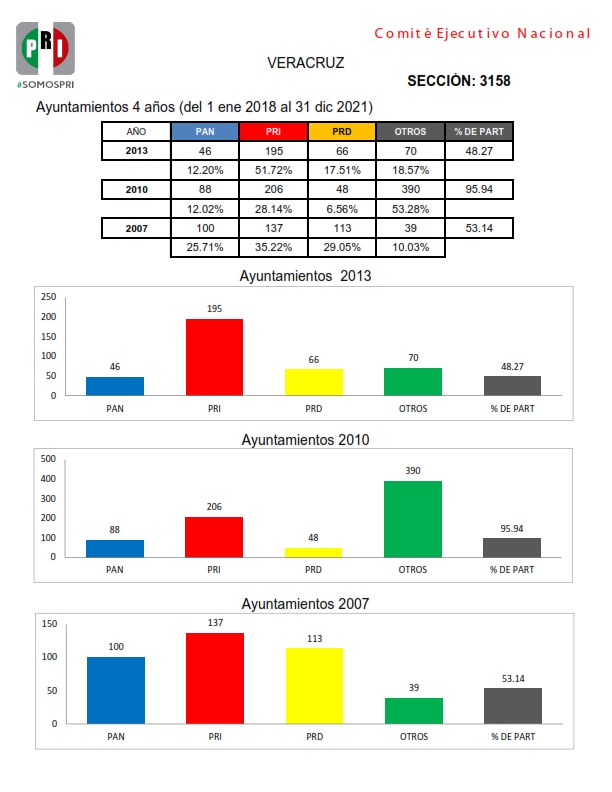 Comité Ejecutivo Nacional
PRI
#SOMOSPRI
VERACRUZ
SECCIÓN: 3158
Ayuntamientos 4 años (del 1 ene 2018 al 31 dic 2021)
AÑO PAN PRI PRD OTROS % DE PART
2013 46 195 66 70 48.27
12.20% 51.72% 17.51% 18.57%
2010 88 206 48 390 95.94
12.02% 28.14% 6.56% 53.28%
2007 100 137 113 39 53.14
25.71% 35.22% 29.05% 10.03%
Ayuntamientos 2013
250
200
150
100
50
0
46 195 66 70 48.27
PAN PRI PRD OTROS % DE PART
Ayuntamientos 2010
500
400
300
200
100
0
88 206 48 390 95.94
PAN PRI PRD OTROS % DE PART
Ayuntamientos 2007
150
100
50
0
100 137 113 39 53.14
PAN PRI PRD OTROS % DE PART